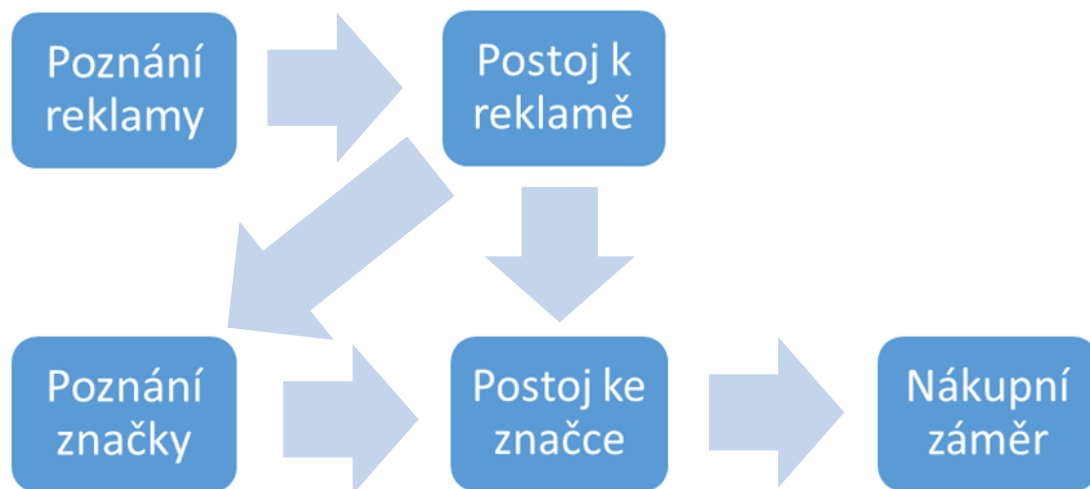 Poznání
reklamy
Postoj k
reklamě
Poznání
značky
Postoj ke
značce
Nákupní
záměr